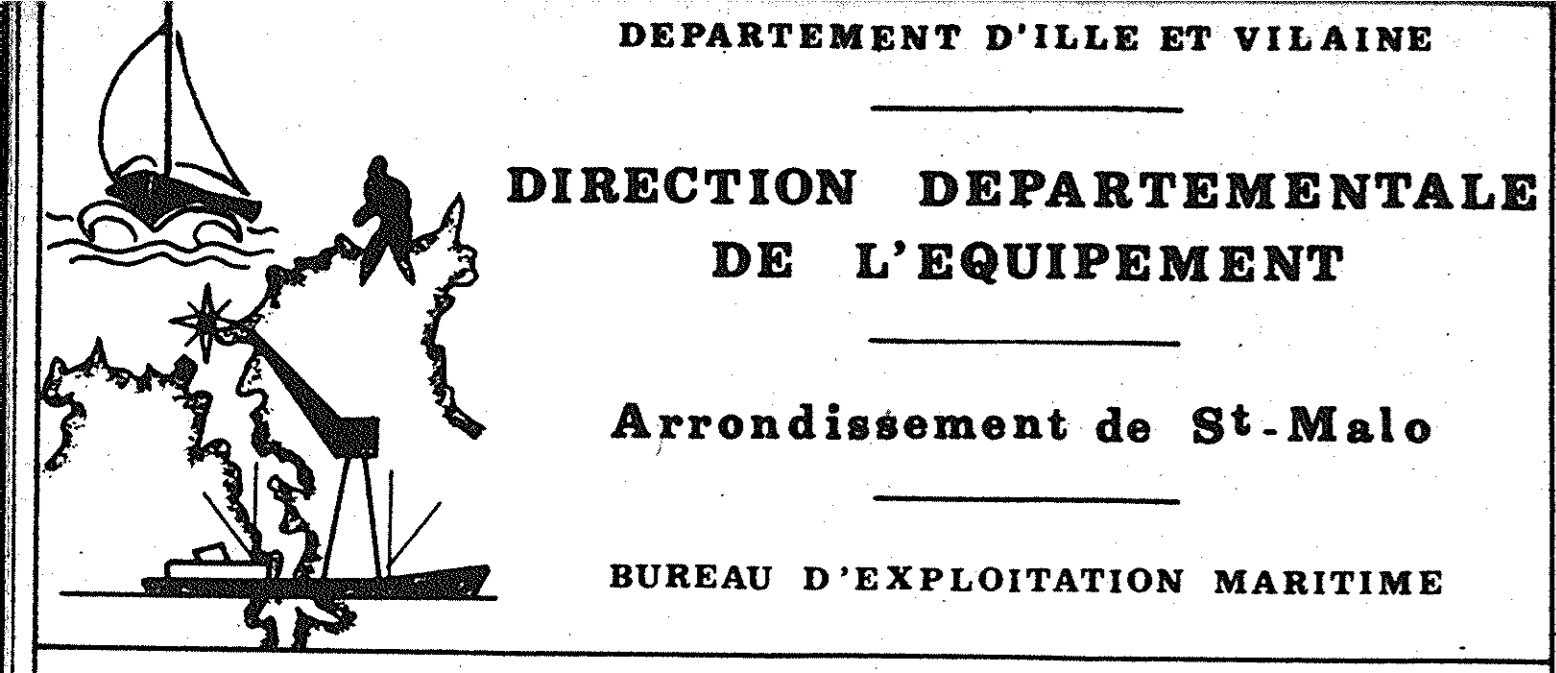 DEPARTEMENT D'ILLE ET VILAINE
DIRECTION DEPARTEMENTALE
DE L'EQUIPEMENT
Arrondissement de St-Malo
BUREAU D'EXPLOITATION MARITIME